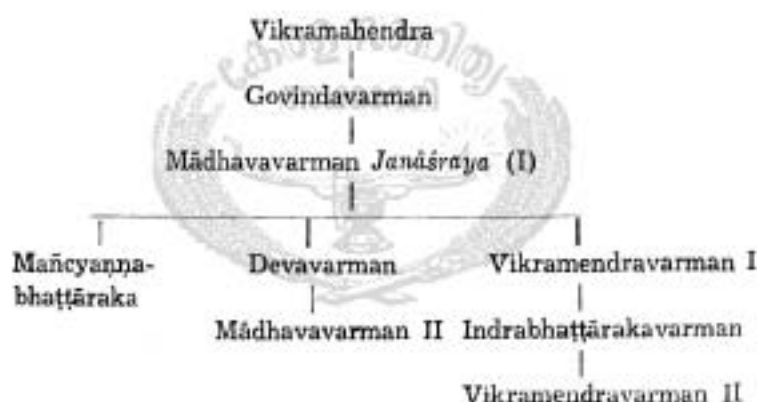 Vikramahendra
Govindavarman
Mādhavavarman Janāśraya (I)
Mañcyaṇṇa-
bhaṭṭāraka
Devavarman
Vikramendravarman I
Mādhavavarman II
Indrabhaṭṭārakavarman
Vikramendravarman II